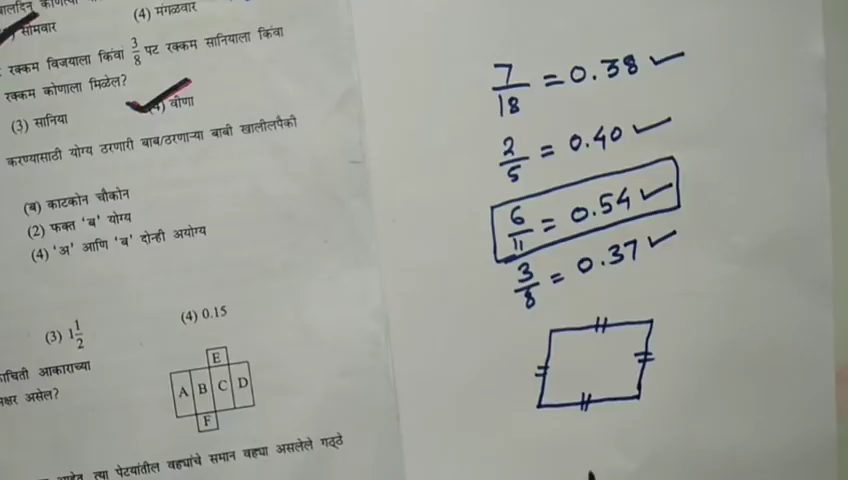 (4) मंगळवार
सोमवार
रक्कम विजयाला किंवा 3/8 पट रक्कम सानियाला किंवा
रक्कम कोणाला मिळेल?
(3) सानिया
(4) वीणा
करण्यासाठी योग्य ठरणारी बाब/ठरणाऱ्या बाबी खालीलपैकी
(ब) काटकोन चौकोन
(2) फक्त 'ब' योग्य
(4) 'अ' आणि 'ब' दोन्ही अयोग्य
(3) 1 1/2
(4) 0.15
आकाराच्या
असेल?
E
A B C D
F
त्या पेटयांतील वह्यांचे समान वह्या असलेले गठ्ठे
7/18 = 0.38 ✓
2/5 = 0.40 ✓
6/11 = 0.54 ✓
3/8 = 0.37 ✓